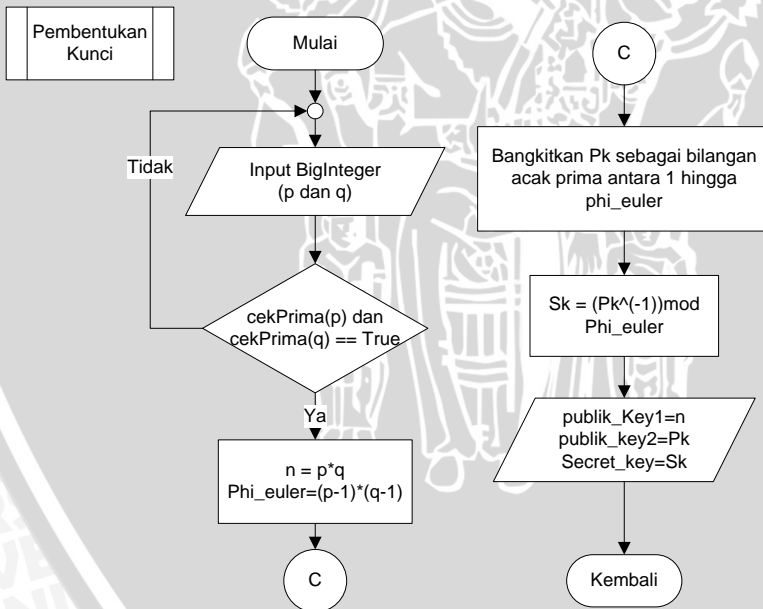 Pembentukan
Kunci
Mulai
Tidak
Input BigInteger
(p dan q)
cekPrima(p) dan
cekPrima(q) == True
Ya
n = p*q
Phi_euler=(p-1)*(q-1)
C
C
Bangkitkan Pk sebagai bilangan
acak prima antara 1 hingga
phi_euler
Sk = (Pk^(-1))mod
Phi_euler
publik_Key1=n
publik_key2=Pk
Secret_key=Sk
Kembali